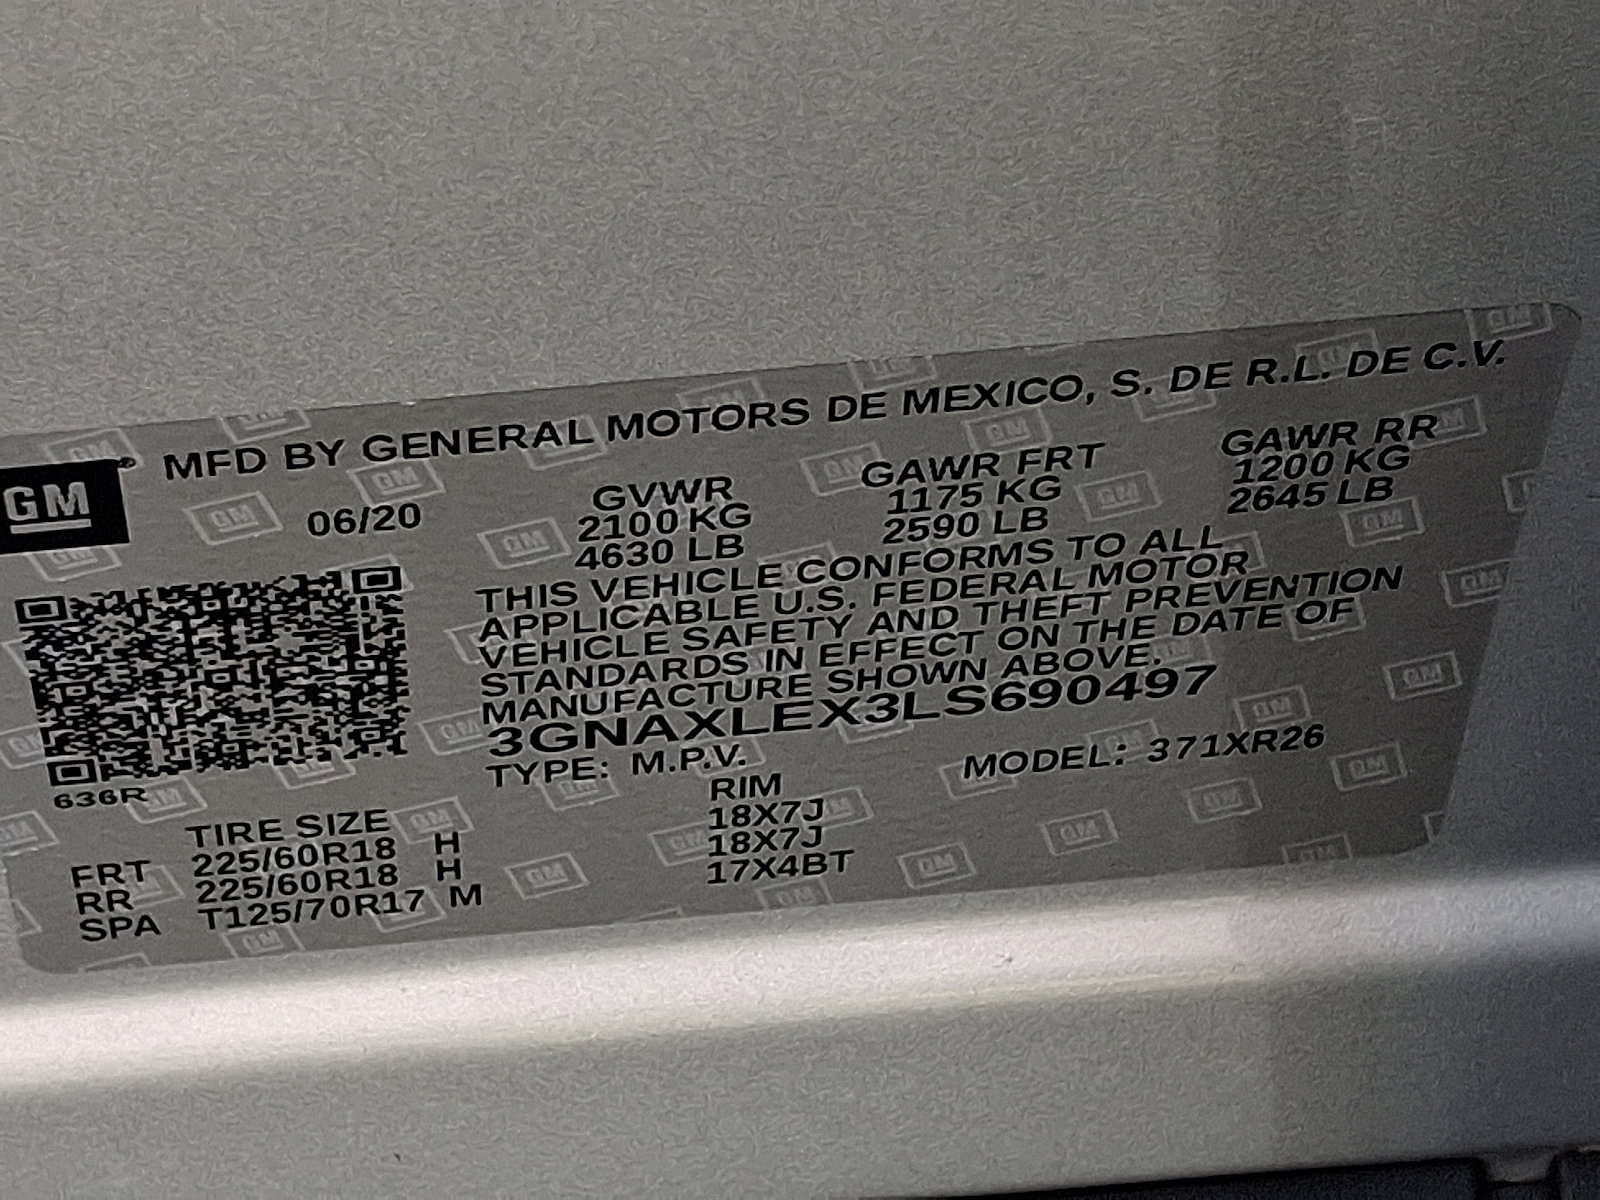 MFD BY GENERAL MOTORS DE MEXICO, S. DE R.L. DE C.V.
GM
06/20 GVWR GAWR FRT GAWR RR
2100 KG 1175 KG 1200 KG
4630 LB 2590 LB 2645 LB
THIS VEHICLE CONFORMS TO ALL
APPLICABLE U.S. FEDERAL MOTOR
VEHICLE SAFETY AND THEFT PREVENTION
STANDARDS IN EFFECT ON THE DATE OF
MANUFACTURE SHOWN ABOVE.
3GNAXLEX3LS690497
TYPE: M.P.V. MODEL: 371XR26
636R
TIRE SIZE RIM
FRT 225/60R18 H 18X7J
RR 225/60R18 H 18X7J
SPA T125/70R17 M 17X4BT